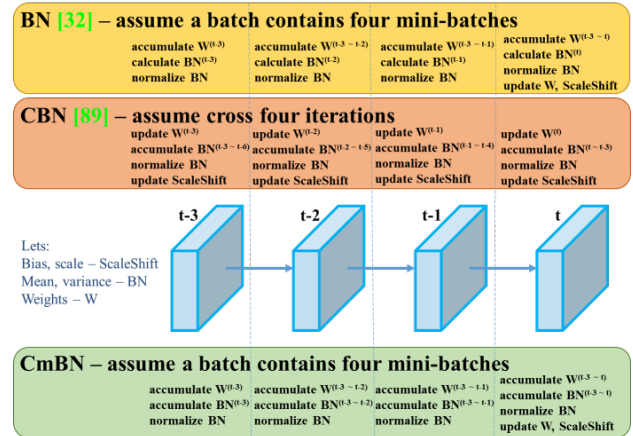 BN [32] – assume a batch contains four mini-batches
accumulate W(t-3) accumulate W(t-3 ~ t-2) accumulate W(t-3 ~ t-1) accumulate W(t-3 ~ t)
calculate BN(t-3) calculate BN(t-2) calculate BN(t-1) calculate BN(t)
normalize BN normalize BN normalize BN normalize BN
update W, ScaleShift
CBN [89] – assume cross four iterations
update W(t-3) update W(t-2) update W(t-1) update W(t)
accumulate BN(t-3 ~ t-6) accumulate BN(t-2 ~ t-5) accumulate BN(t-1 ~ t-4) accumulate BN(t ~ t-3)
normalize BN normalize BN normalize BN normalize BN
update ScaleShift update ScaleShift update ScaleShift update ScaleShift
t-3 t-2 t-1 t
Lets:
Bias, scale – ScaleShift
Mean, variance – BN
Weights – W
CmBN – assume a batch contains four mini-batches
accumulate W(t-3) accumulate W(t-3 ~ t-2) accumulate W(t-3 ~ t-1) accumulate W(t-3 ~ t)
accumulate BN(t-3) accumulate BN(t-3 ~ t-2) accumulate BN(t-3 ~ t-1) accumulate BN(t-3 ~ t)
normalize BN normalize BN normalize BN normalize BN
update W, ScaleShift